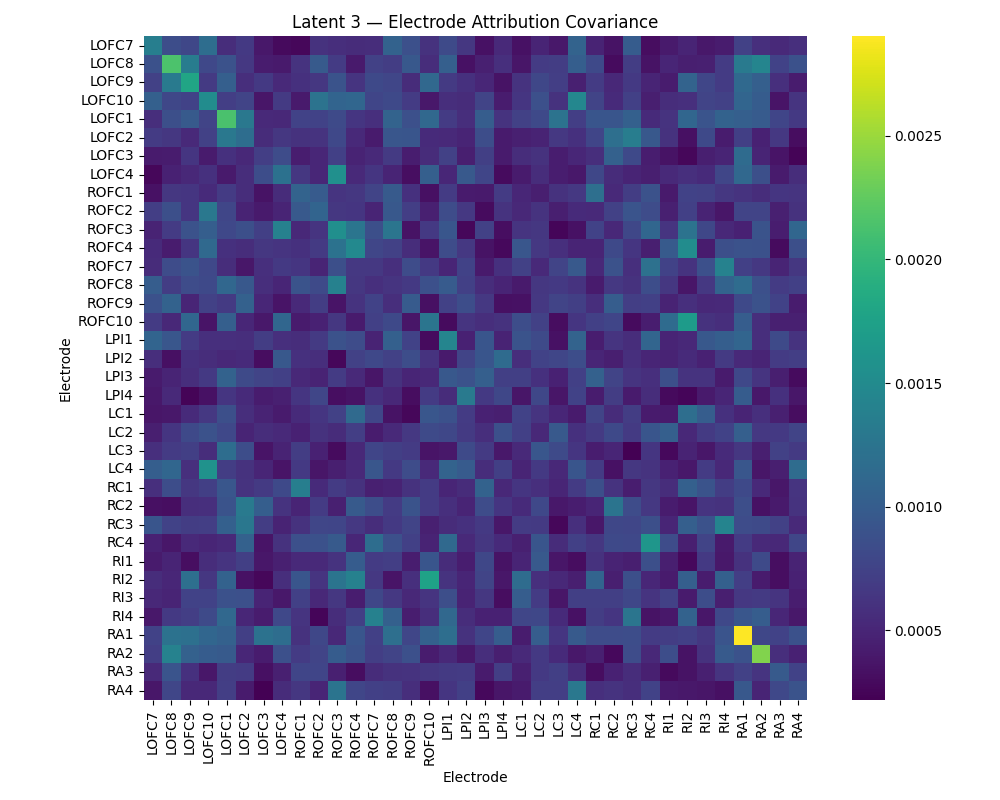 Latent 3 — Electrode Attribution Covariance
LOFC7
LOFC8
LOFC9
LOFC10
LOFC1
LOFC2
LOFC3
LOFC4
ROFC1
ROFC2
ROFC3
ROFC4
ROFC7
ROFC8
ROFC9
ROFC10
LPI1
LPI2
LPI3
LPI4
LC1
LC2
LC3
LC4
RC1
RC2
RC3
RC4
RI1
RI2
RI3
RI4
RA1
RA2
RA3
RA4
Electrode
LOFC7
LOFC8
LOFC9
LOFC10
LOFC1
LOFC2
LOFC3
LOFC4
ROFC1
ROFC2
ROFC3
ROFC4
ROFC7
ROFC8
ROFC9
ROFC10
LPI1
LPI2
LPI3
LPI4
LC1
LC2
LC3
LC4
RC1
RC2
RC3
RC4
RI1
RI2
RI3
RI4
RA1
RA2
RA3
RA4
Electrode
0.0025
0.0020
0.0015
0.0010
0.0005